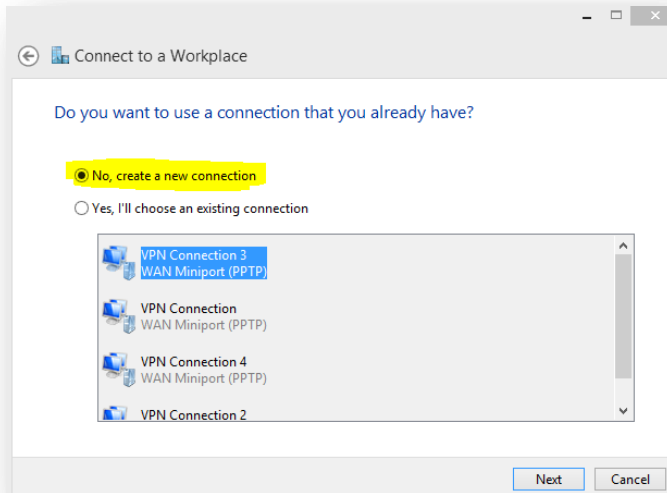 Connect to a Workplace
Do you want to use a connection that you already have?
No, create a new connection
Yes, I'll choose an existing connection
VPN Connection 3
WAN Miniport (PPTP)
VPN Connection
WAN Miniport (PPTP)
VPN Connection 4
WAN Miniport (PPTP)
VPN Connection 2
Next Cancel